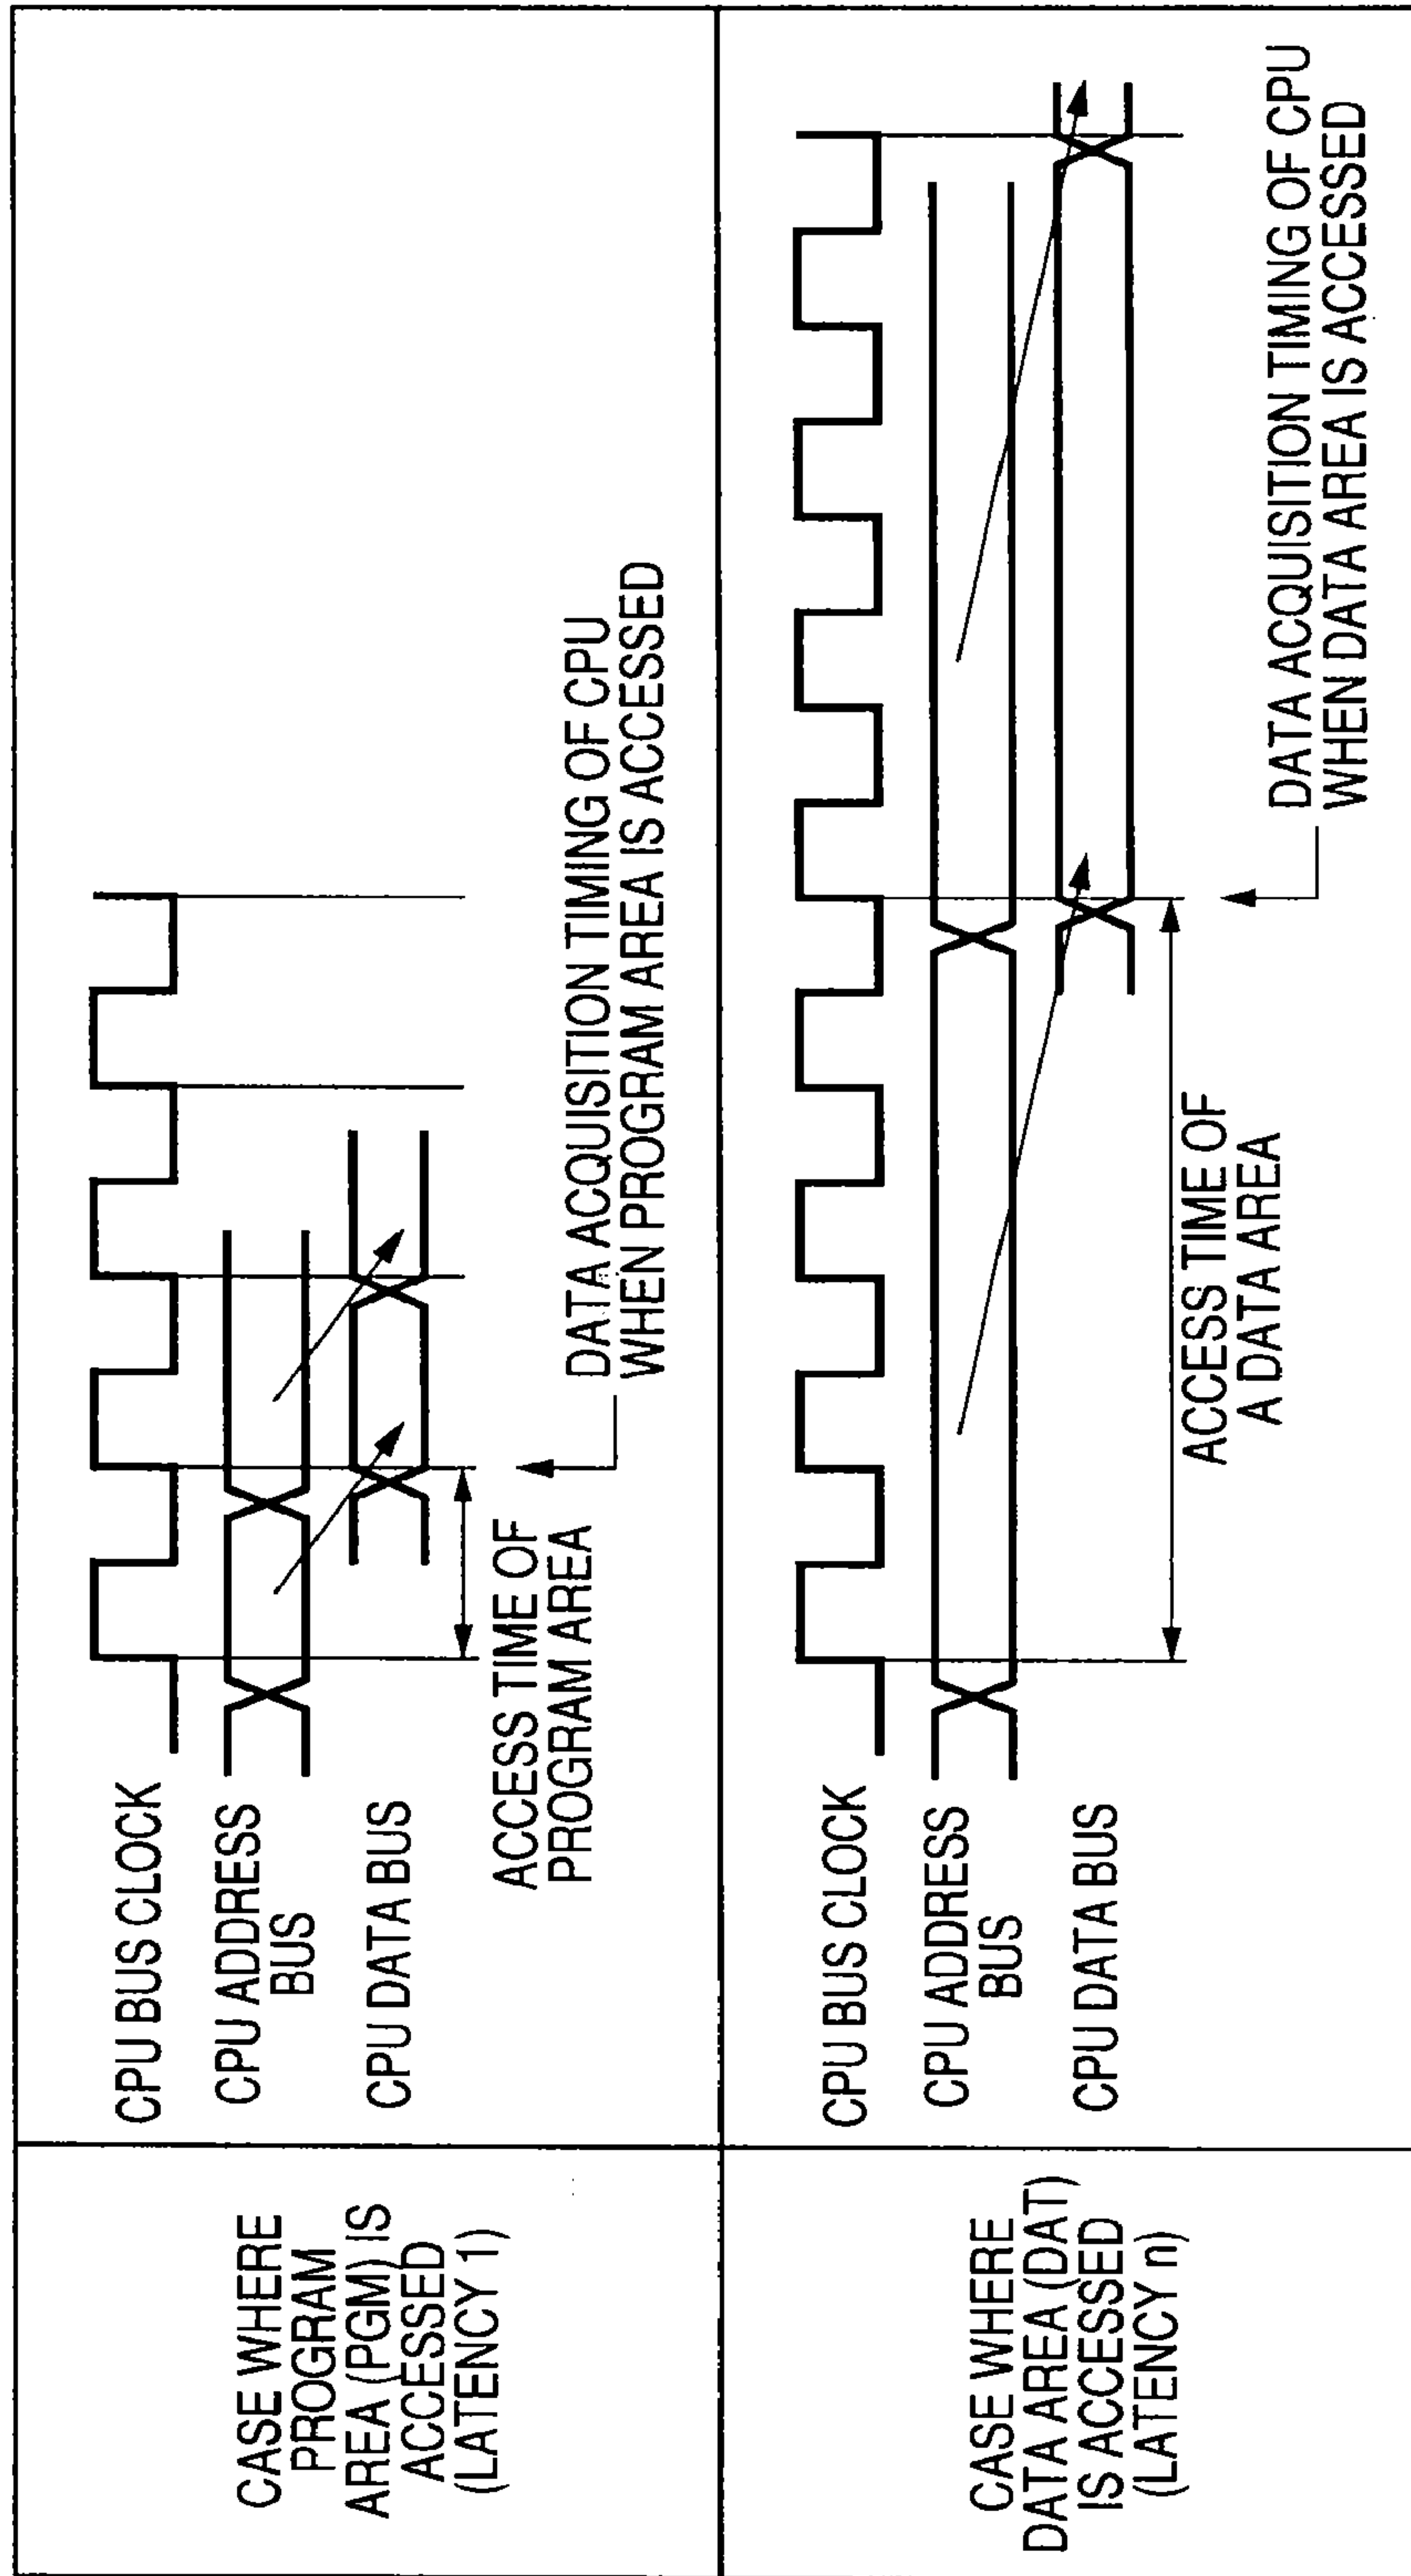 CASE WHERE
PROGRAM
AREA (PGM) IS
ACCESSED
(LATENCY 1)
CPU BUS CLOCK
CPU ADDRESS
BUS
CPU DATA BUS
ACCESS TIME OF
PROGRAM AREA
DATA ACQUISITION TIMING OF CPU
WHEN PROGRAM AREA IS ACCESSED
CASE WHERE
DATA AREA (DAT)
IS ACCESSED
(LATENCY n)
CPU BUS CLOCK
CPU ADDRESS
BUS
CPU DATA BUS
ACCESS TIME OF
A DATA AREA
DATA ACQUISITION TIMING OF CPU
WHEN DATA AREA IS ACCESSED